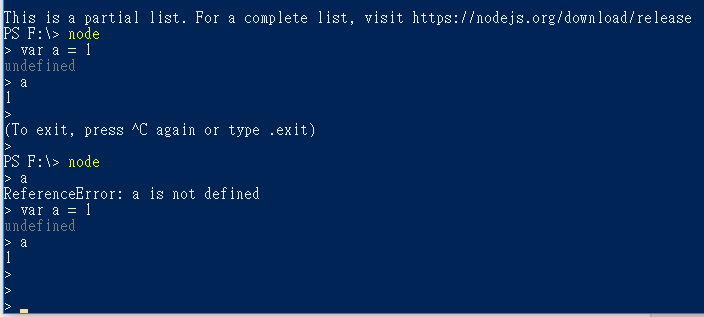 This is a partial list. For a complete list, visit https://nodejs.org/download/release
PS F:\> node
> var a = 1
undefined
> a
1
>
(To exit, press ^C again or type .exit)
>
PS F:\> node
> a
ReferenceError: a is not defined
> var a = 1
undefined
> a
1
>
>
>